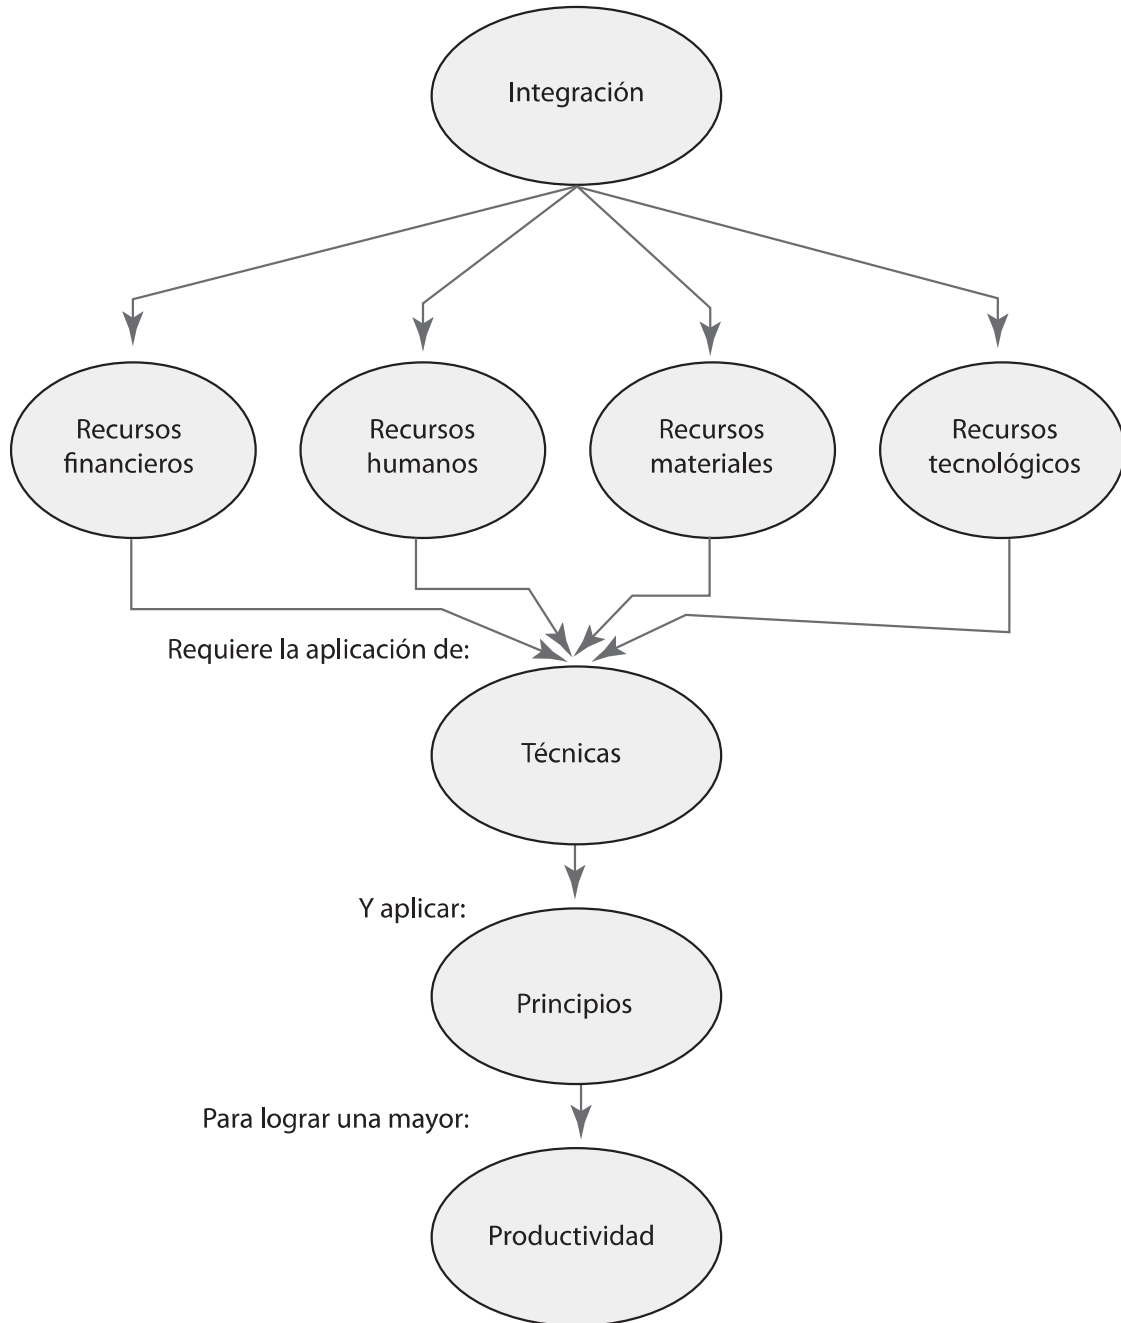 Integración
Recursos
financieros
Recursos
humanos
Recursos
materiales
Recursos
tecnológicos
Requiere la aplicación de:
Técnicas
Y aplicar:
Principios
Para lograr una mayor:
Productividad